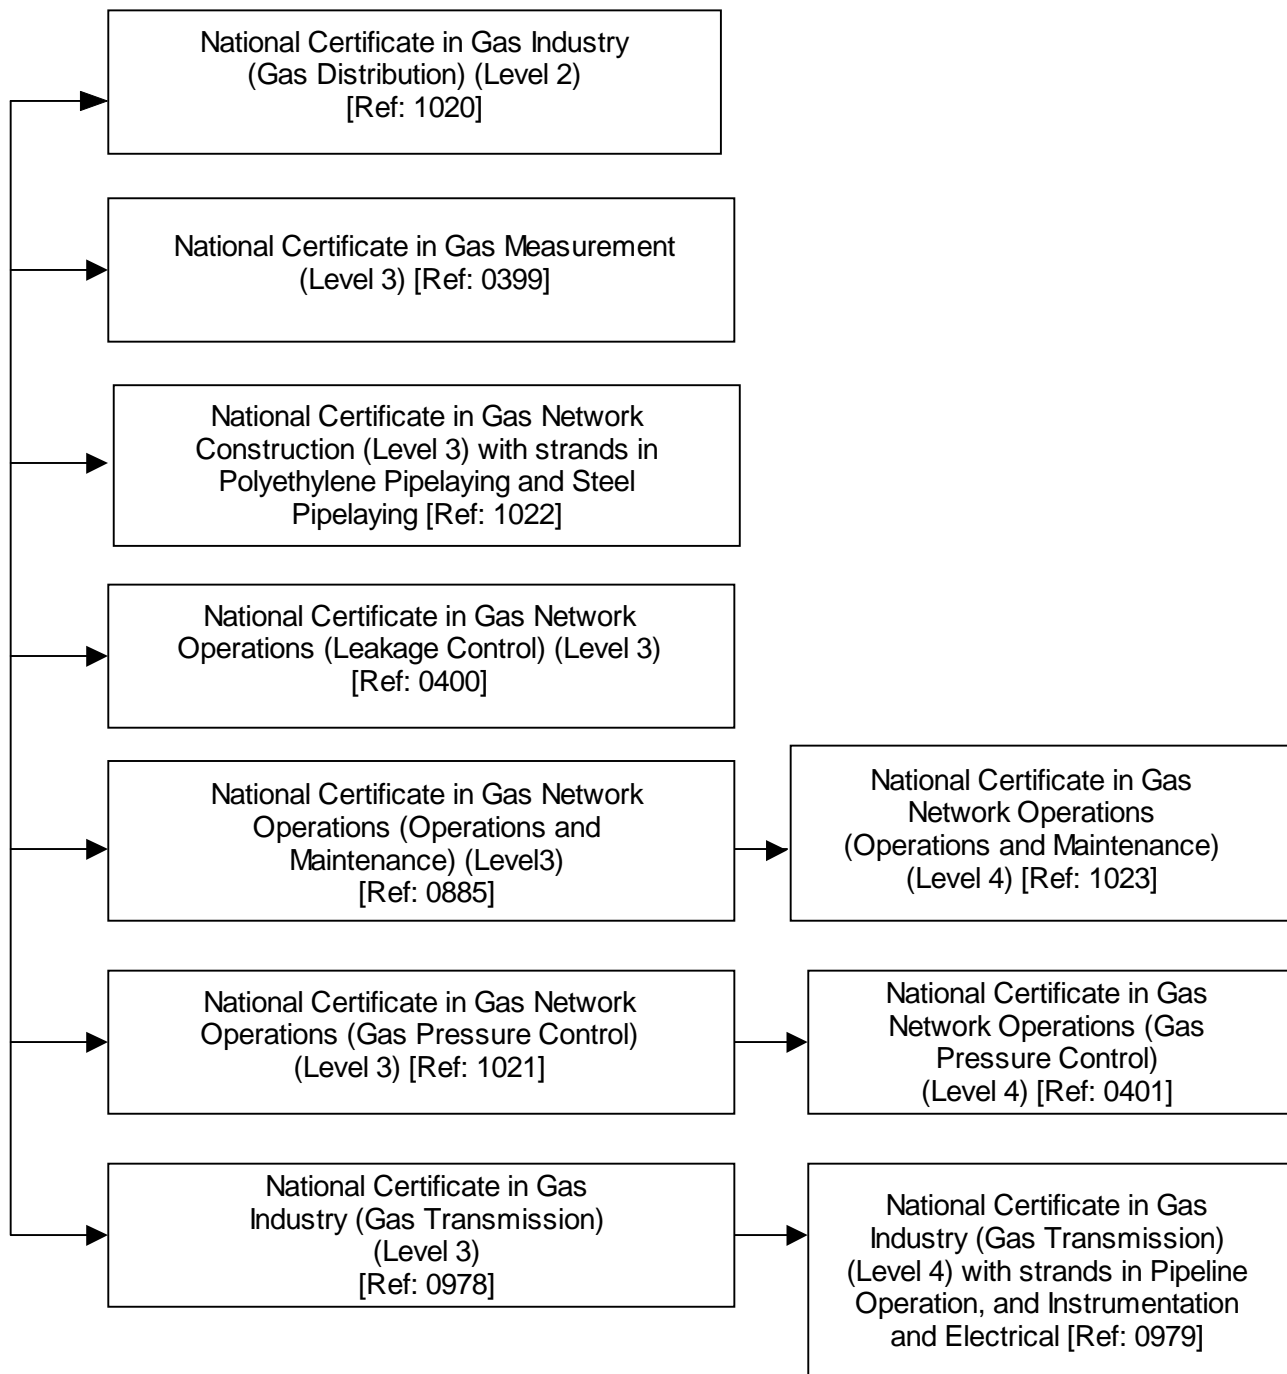 National Certificate in Gas Industry
(Gas Distribution) (Level 2)
[Ref: 1020]
National Certificate in Gas Measurement
(Level 3) [Ref: 0399]
National Certificate in Gas Network
Construction (Level 3) with strands in
Polyethylene Pipelaying and Steel
Pipelaying [Ref: 1022]
National Certificate in Gas Network
Operations (Leakage Control) (Level 3)
[Ref: 0400]
National Certificate in Gas Network
Operations (Operations and
Maintenance) (Level3)
[Ref: 0885]
National Certificate in Gas
Network Operations
(Operations and Maintenance)
(Level 4) [Ref: 1023]
National Certificate in Gas Network
Operations (Gas Pressure Control)
(Level 3) [Ref: 1021]
National Certificate in Gas
Network Operations (Gas
Pressure Control)
(Level 4) [Ref: 0401]
National Certificate in Gas
Industry (Gas Transmission)
(Level 3)
[Ref: 0978]
National Certificate in Gas
Industry (Gas Transmission)
(Level 4) with strands in Pipeline
Operation, and Instrumentation
and Electrical [Ref: 0979]